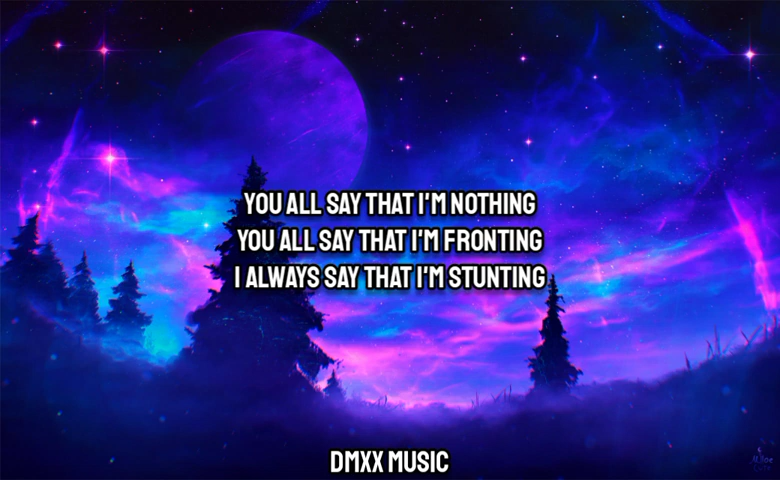 YOU ALL SAY THAT I'M NOTHING
YOU ALL SAY THAT I'M FRONTING
I ALWAYS SAY THAT I'M STUNTING
DMXX MUSIC